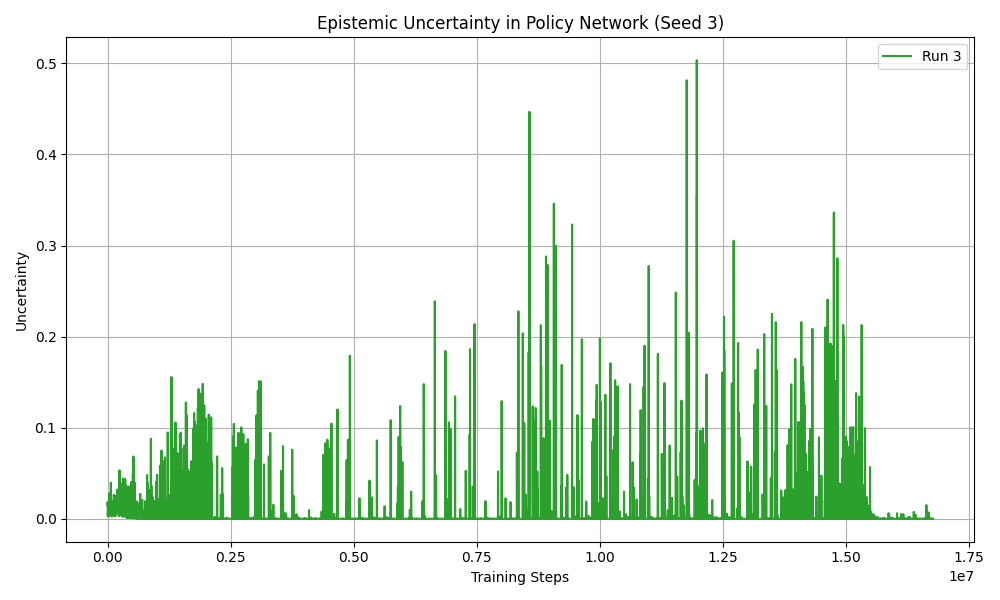 Epistemic Uncertainty in Policy Network (Seed 3)
Run 3
Uncertainty
0.5
0.4
0.3
0.2
0.1
0.0
0.00 0.25 0.50 0.75 1.00 1.25 1.50 1.75
1e7
Training Steps